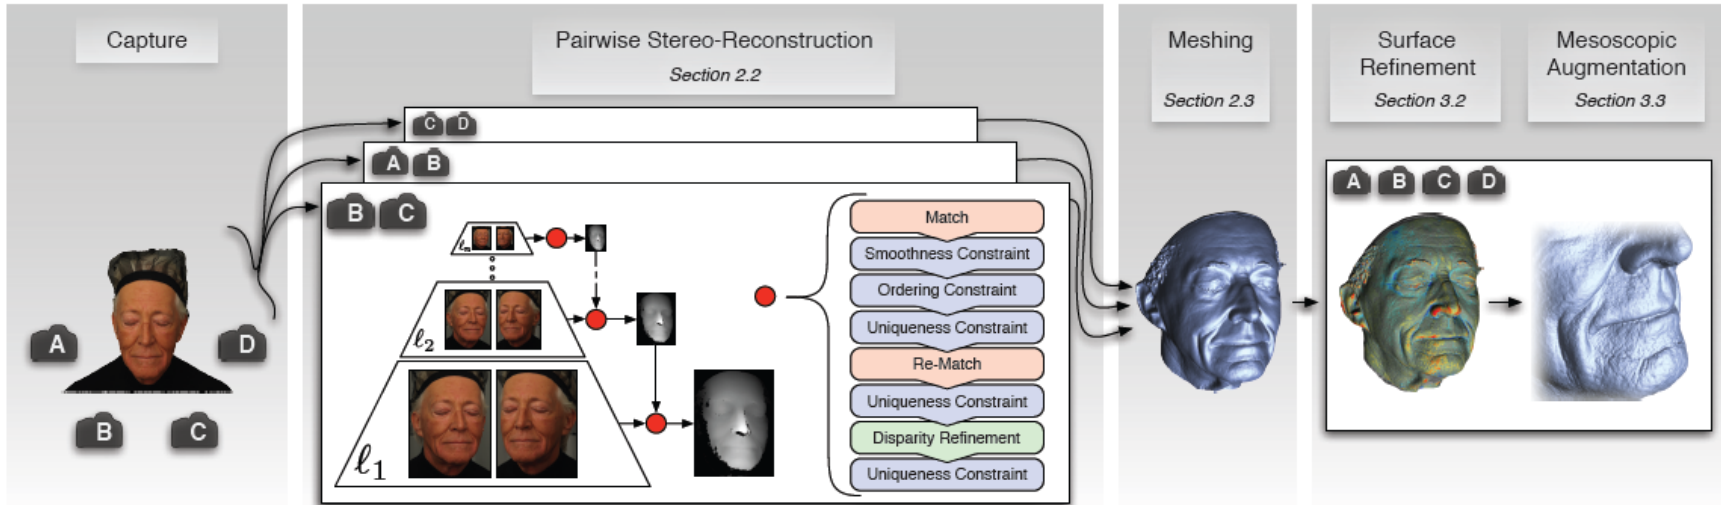 Capture
A
D
B
C
Pairwise Stereo-Reconstruction
Section 2.2
C D
A B
B C
ℓn
ℓ2
ℓ1
Match
Smoothness Constraint
Ordering Constraint
Uniqueness Constraint
Re-Match
Uniqueness Constraint
Disparity Refinement
Uniqueness Constraint
Meshing
Section 2.3
Surface
Refinement
Section 3.2
Mesoscopic
Augmentation
Section 3.3
A B C D